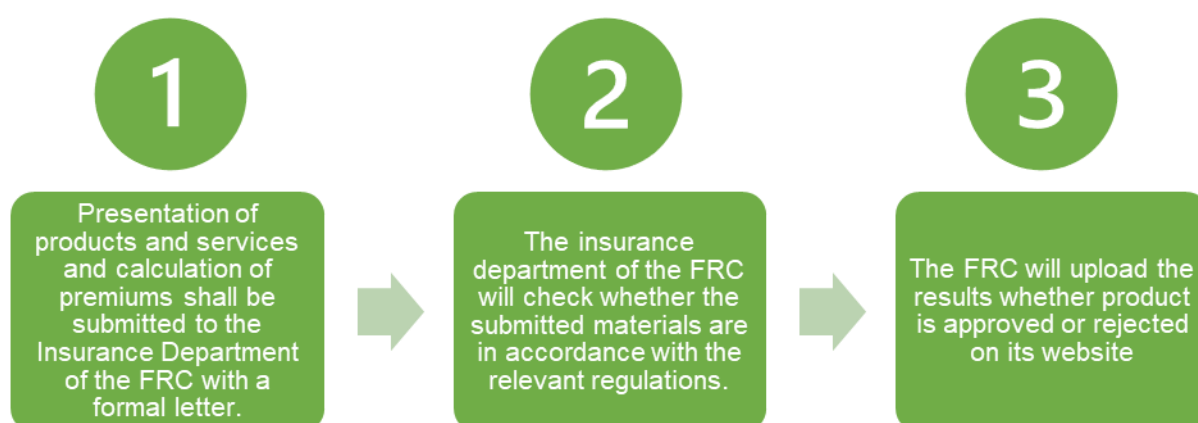 1
Presentation of
products and services
and calculation of
premiums shall be
submitted to the
Insurance Department
of the FRC with a
formal letter.
2
The insurance
department of the FRC
will check whether the
submitted materials are
in accordance with the
relevant regulations.
3
The FRC will upload the
results whether product
is approved or rejected
on its website